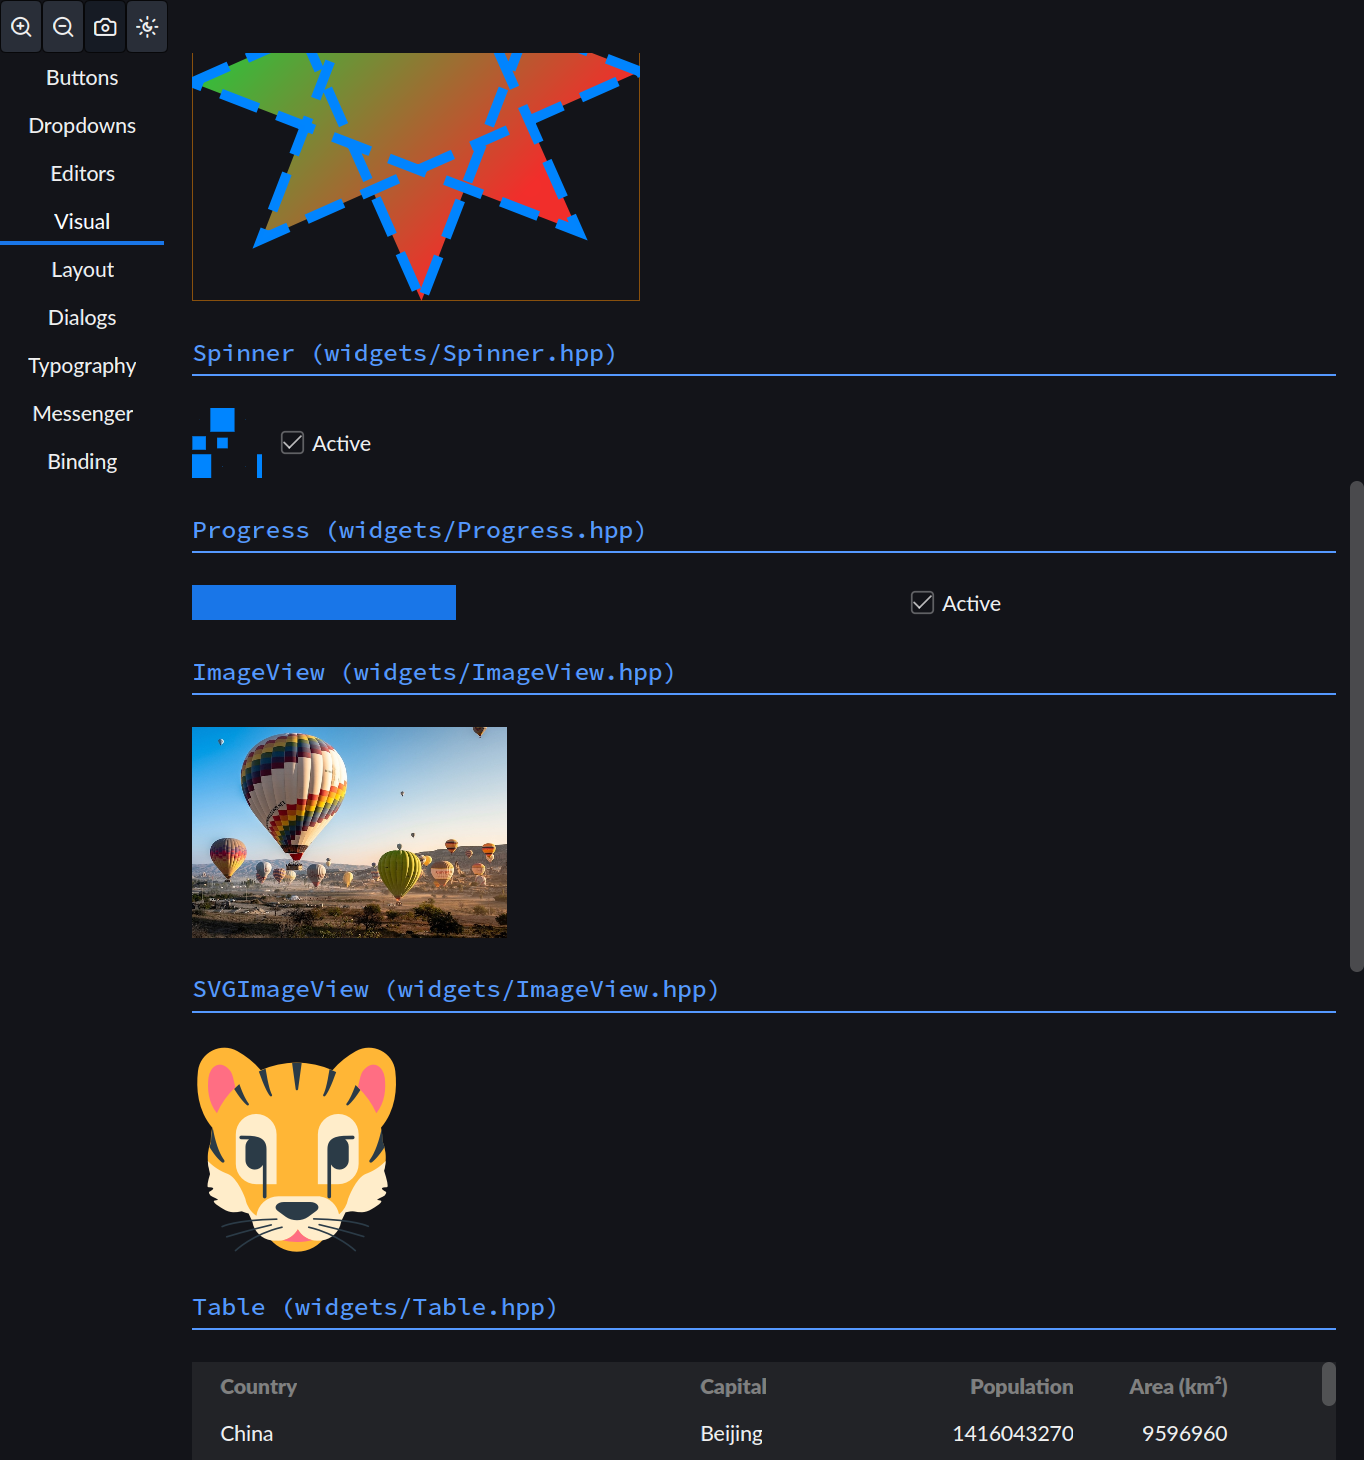 Buttons
Dropdowns
Editors
Visual
Layout
Dialogs
Typography
Messenger
Binding
Spinner (widgets/Spinner.hpp)
Active
Progress (widgets/Progress.hpp)
Active
ImageView (widgets/ImageView.hpp)
SVGImageView (widgets/ImageView.hpp)
Table (widgets/Table.hpp)
Country Capital Population Area (km²)
China Beijing 1416043270 9596960